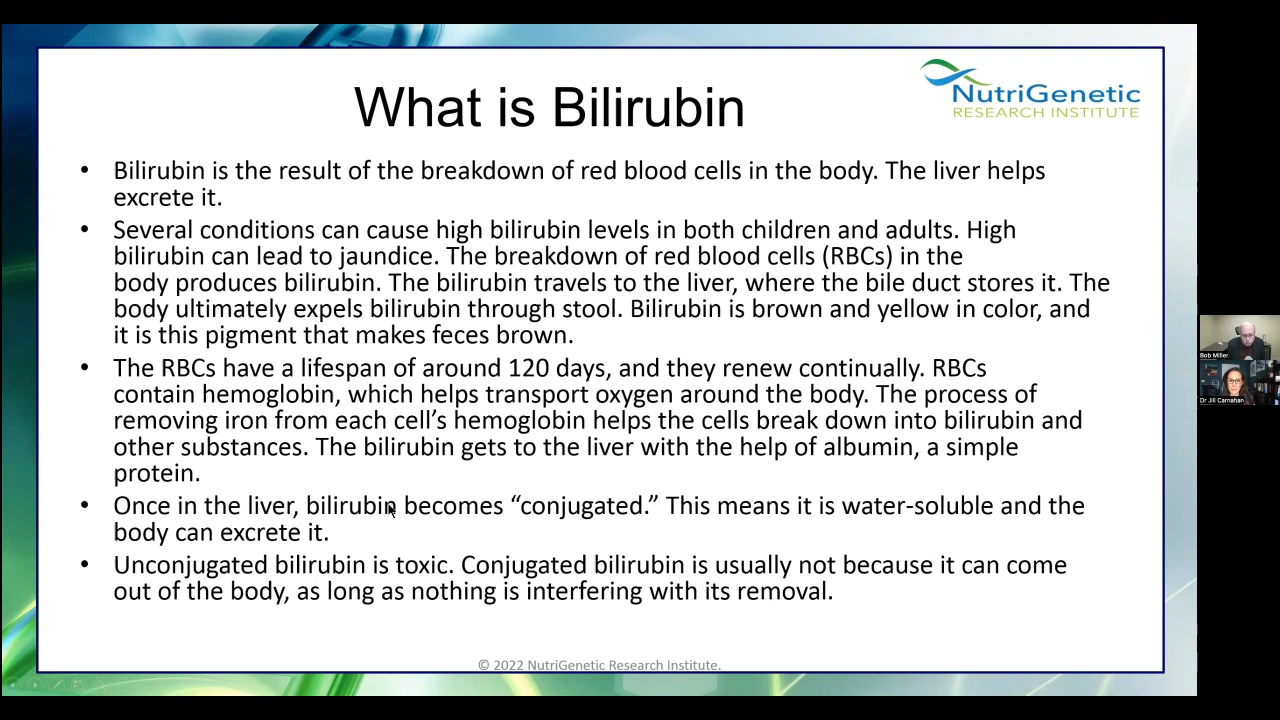 What is Bilirubin
NutriGenetic
RESEARCH INSTITUTE
• Bilirubin is the result of the breakdown of red blood cells in the body. The liver helps
excrete it.
• Several conditions can cause high bilirubin levels in both children and adults. High
bilirubin can lead to jaundice. The breakdown of red blood cells (RBCs) in the
body produces bilirubin. The bilirubin travels to the liver, where the bile duct stores it. The
body ultimately expels bilirubin through stool. Bilirubin is brown and yellow in color, and
it is this pigment that makes feces brown.
• The RBCs have a lifespan of around 120 days, and they renew continually. RBCs
contain hemoglobin, which helps transport oxygen around the body. The process of
removing iron from each cell’s hemoglobin helps the cells break down into bilirubin and
other substances. The bilirubin gets to the liver with the help of albumin, a simple
protein.
• Once in the liver, bilirubin becomes “conjugated.” This means it is water-soluble and the
body can excrete it.
• Unconjugated bilirubin is toxic. Conjugated bilirubin is usually not because it can come
out of the body, as long as nothing is interfering with its removal.
© 2022 NutriGenetic Research Institute.
Bob Miller
Dr Jill Carnahan